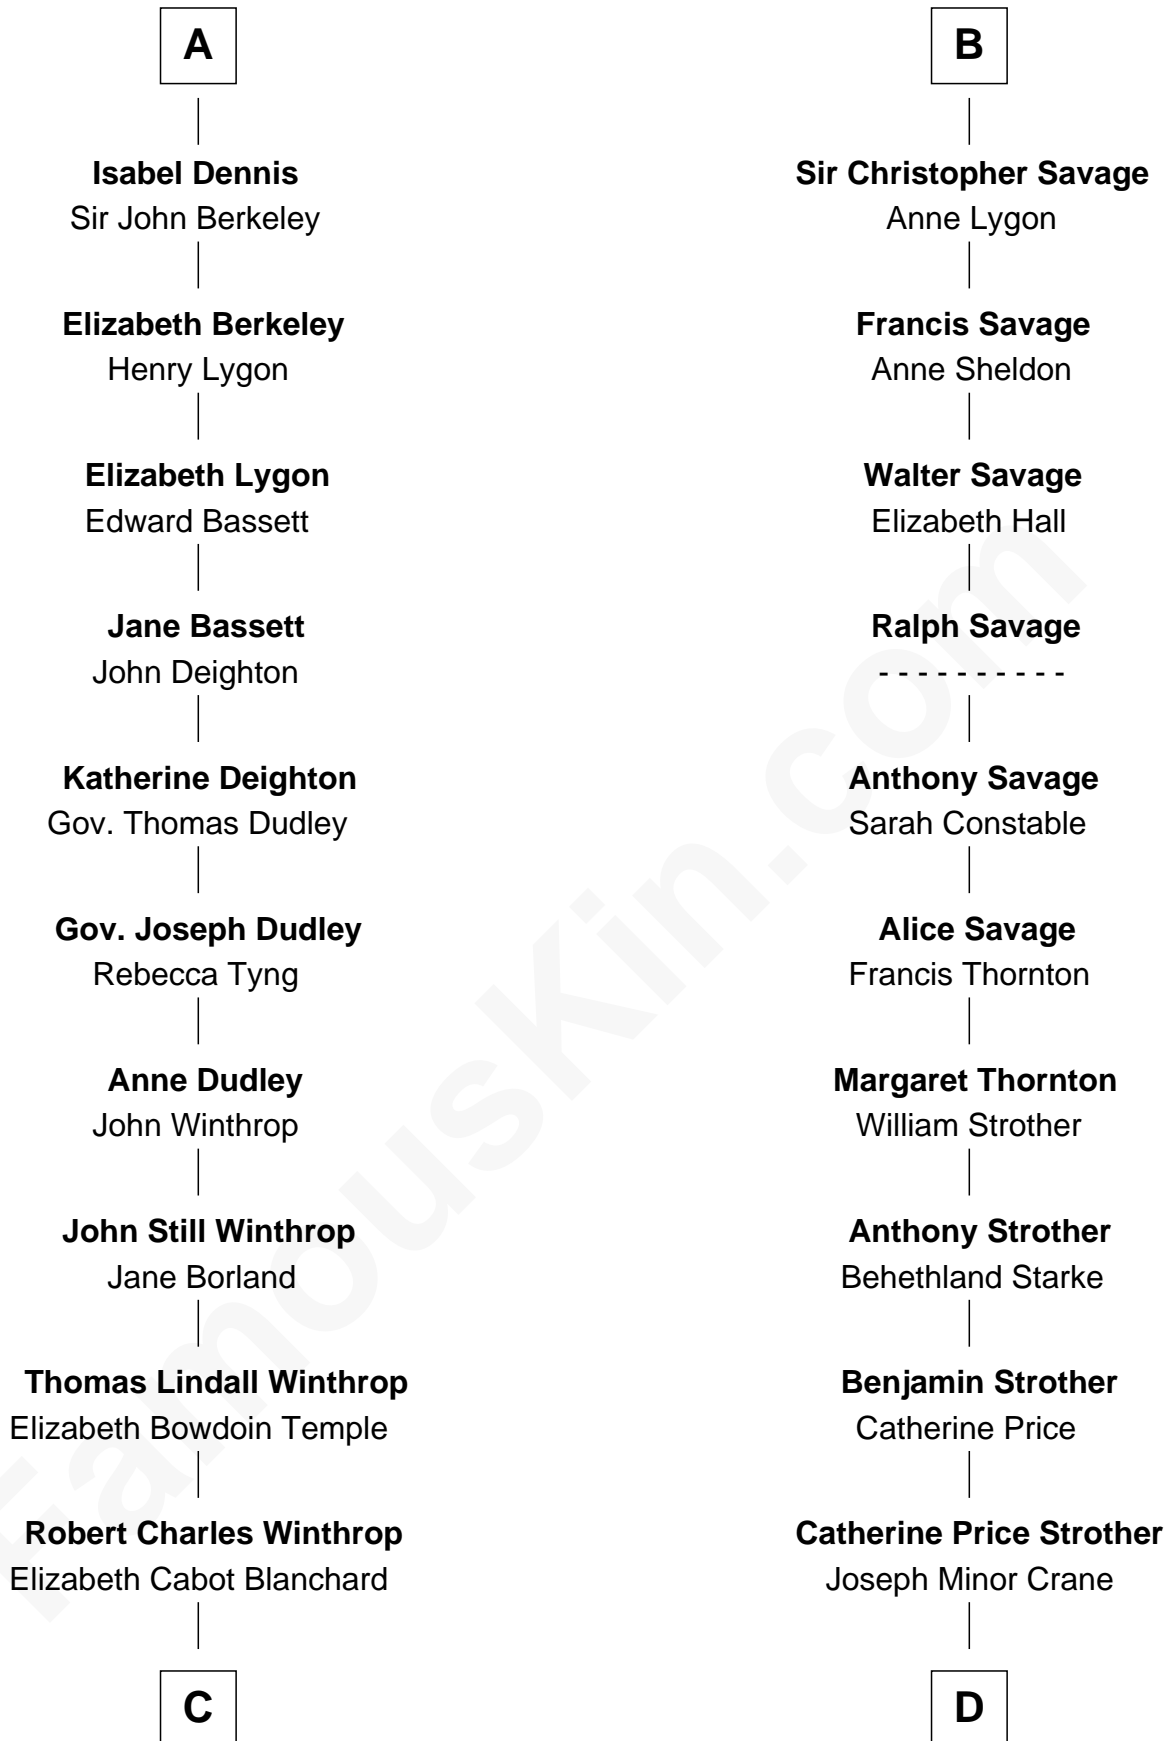 A
Isabel Dennis
Sir John Berkeley
Elizabeth Berkeley
Henry Lygon
Elizabeth Lygon
Edward Bassett
Jane Bassett
John Deighton
Katherine Deighton
Gov. Thomas Dudley
Gov. Joseph Dudley
Rebecca Tyng
Anne Dudley
John Winthrop
John Still Winthrop
Jane Borland
Thomas Lindall Winthrop
Elizabeth Bowdoin Temple
Robert Charles Winthrop
Elizabeth Cabot Blanchard
C
B
Sir Christopher Savage
Anne Lygon
Francis Savage
Anne Sheldon
Walter Savage
Elizabeth Hall
Ralph Savage
- - - - - - - - - -
Anthony Savage
Sarah Constable
Alice Savage
Francis Thornton
Margaret Thornton
William Strother
Anthony Strother
Behethland Starke
Benjamin Strother
Catherine Price
Catherine Price Strother
Joseph Minor Crane
D
FamousKin.com